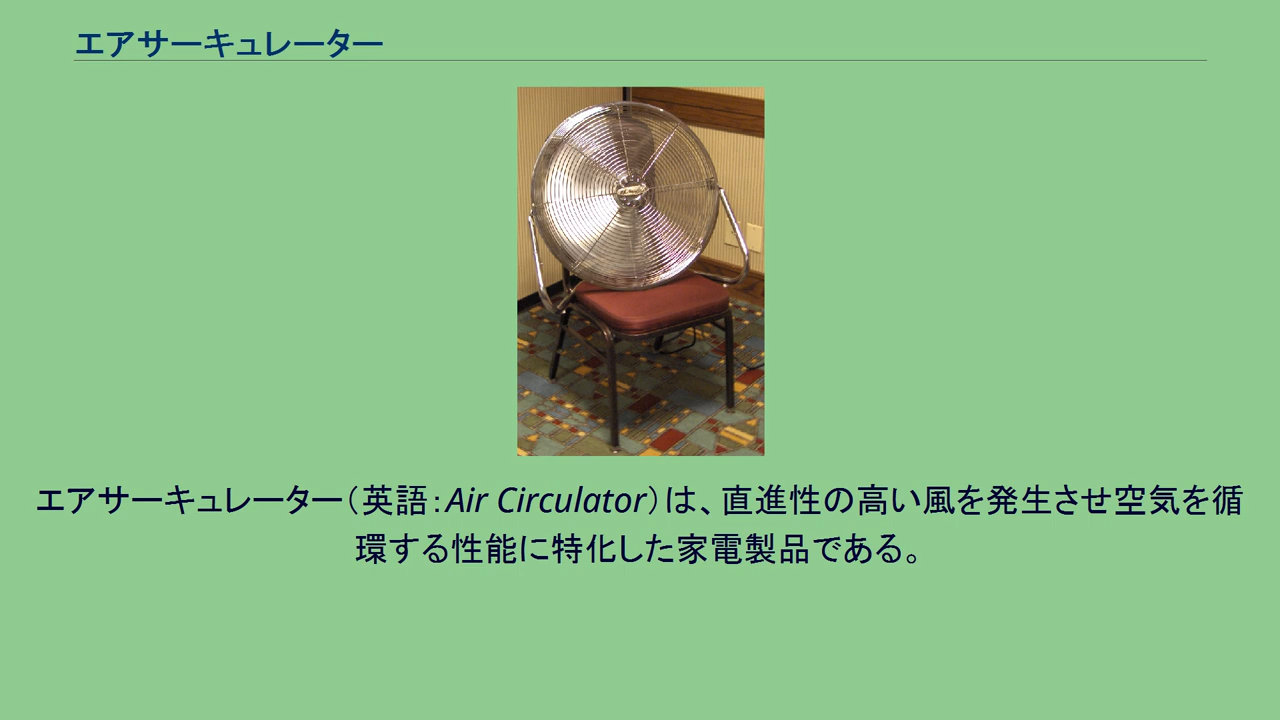 エアサーキュレーター
エアサーキュレーター（英語：Air Circulator）は、直進性の高い風を発生させ空気を循
環する性能に特化した家電製品である。